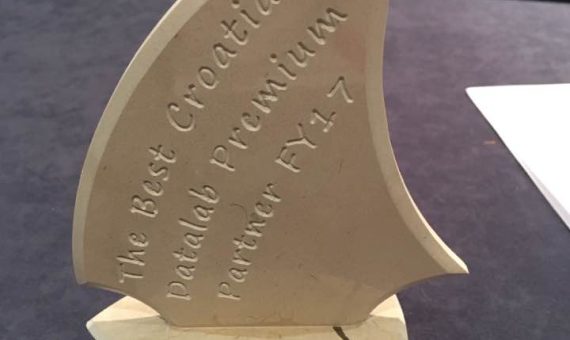 The Best Croatia
Datalab Premium
Partner FY17